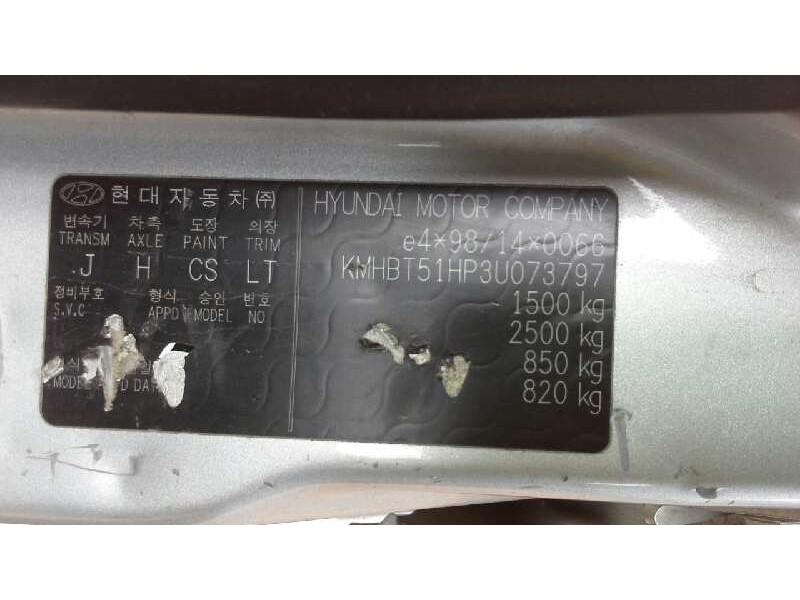 현대자동차(주)
변속기 차축 도장 의장
TRANSM AXLE PAINT TRIM
J H CS LT
정비부호 형식 승인 번호
S.V.C APPD MODEL NO
MODEL
HYUNDAI MOTOR COMPANY
e4*98/14*0066
KMHBT51HP3U073797
1500 kg
2500 kg
850 kg
820 kg